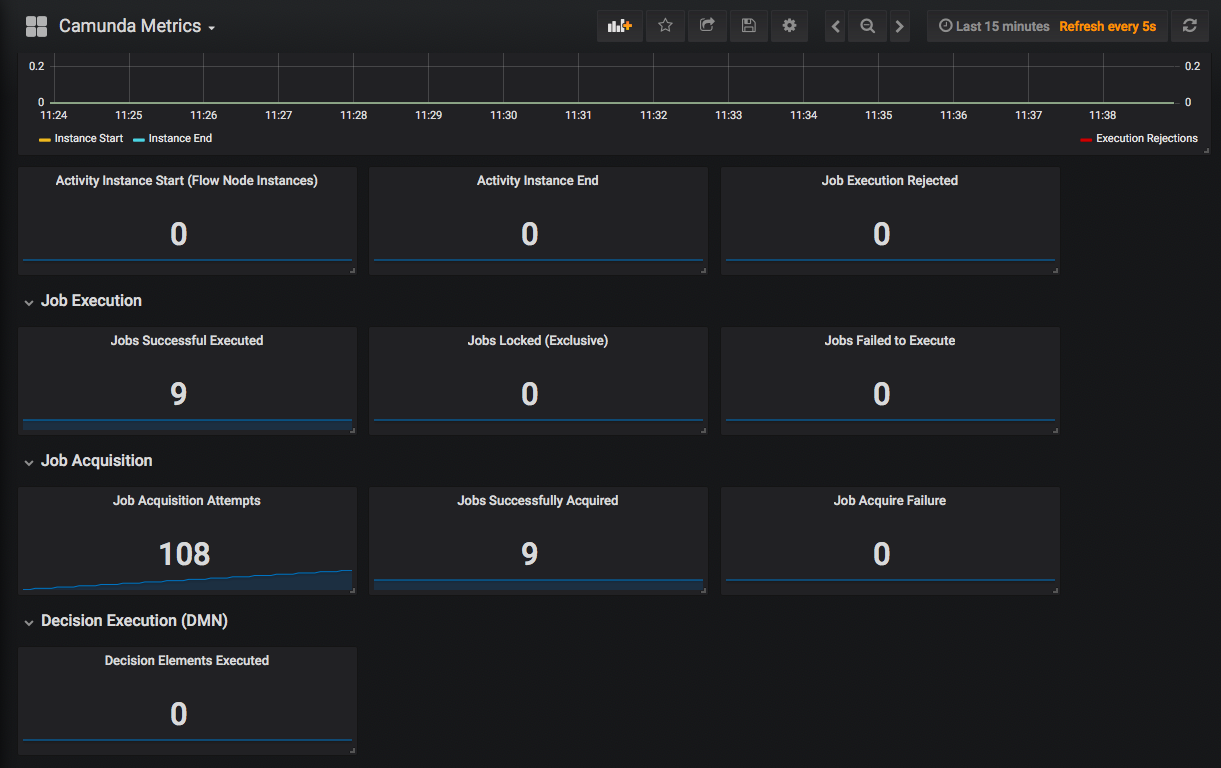 Camunda Metrics
Last 15 minutes Refresh every 5s
0.2 0.2
0 0
11:24 11:25 11:26 11:27 11:28 11:29 11:30 11:31 11:32 11:33 11:34 11:35 11:36 11:37 11:38
Instance Start Instance End Execution Rejections
Activity Instance Start (Flow Node Instances) Activity Instance End Job Execution Rejected
0 0 0
Job Execution
Jobs Successful Executed Jobs Locked (Exclusive) Jobs Failed to Execute
9 0 0
Job Acquisition
Job Acquisition Attempts Jobs Successfully Acquired Job Acquire Failure
108 9 0
Decision Execution (DMN)
Decision Elements Executed
0